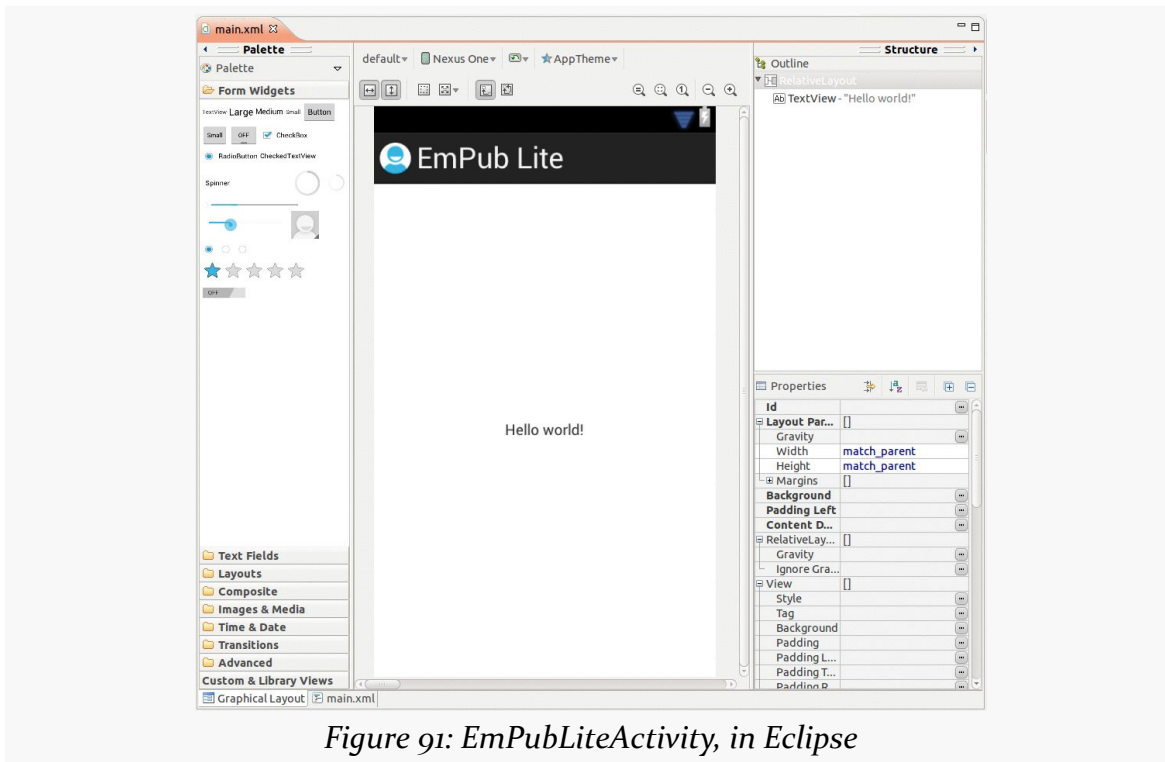 main.xml
Palette
Palette
Form Widgets
TextView Large Medium Small Button
Small OFF CheckBox
RadioButton CheckedTextView
Spinner
OFF
Text Fields
Layouts
Composite
Images & Media
Time & Date
Transitions
Advanced
Custom & Library Views
Graphical Layout main.xml
default Nexus One AppTheme
EmPub Lite
Hello world!
Structure
Outline
RelativeLayout
Ab TextView - "Hello world!"
Properties
Id
Layout Par... []
Gravity
Width match_parent
Height match_parent
Margins []
Background
Padding Left
Content D...
RelativeLay... []
Gravity
Ignore Gra...
View []
Style
Tag
Background
Padding
Padding L...
Padding T...
Padding R
Figure 91: EmPubLiteActivity, in Eclipse